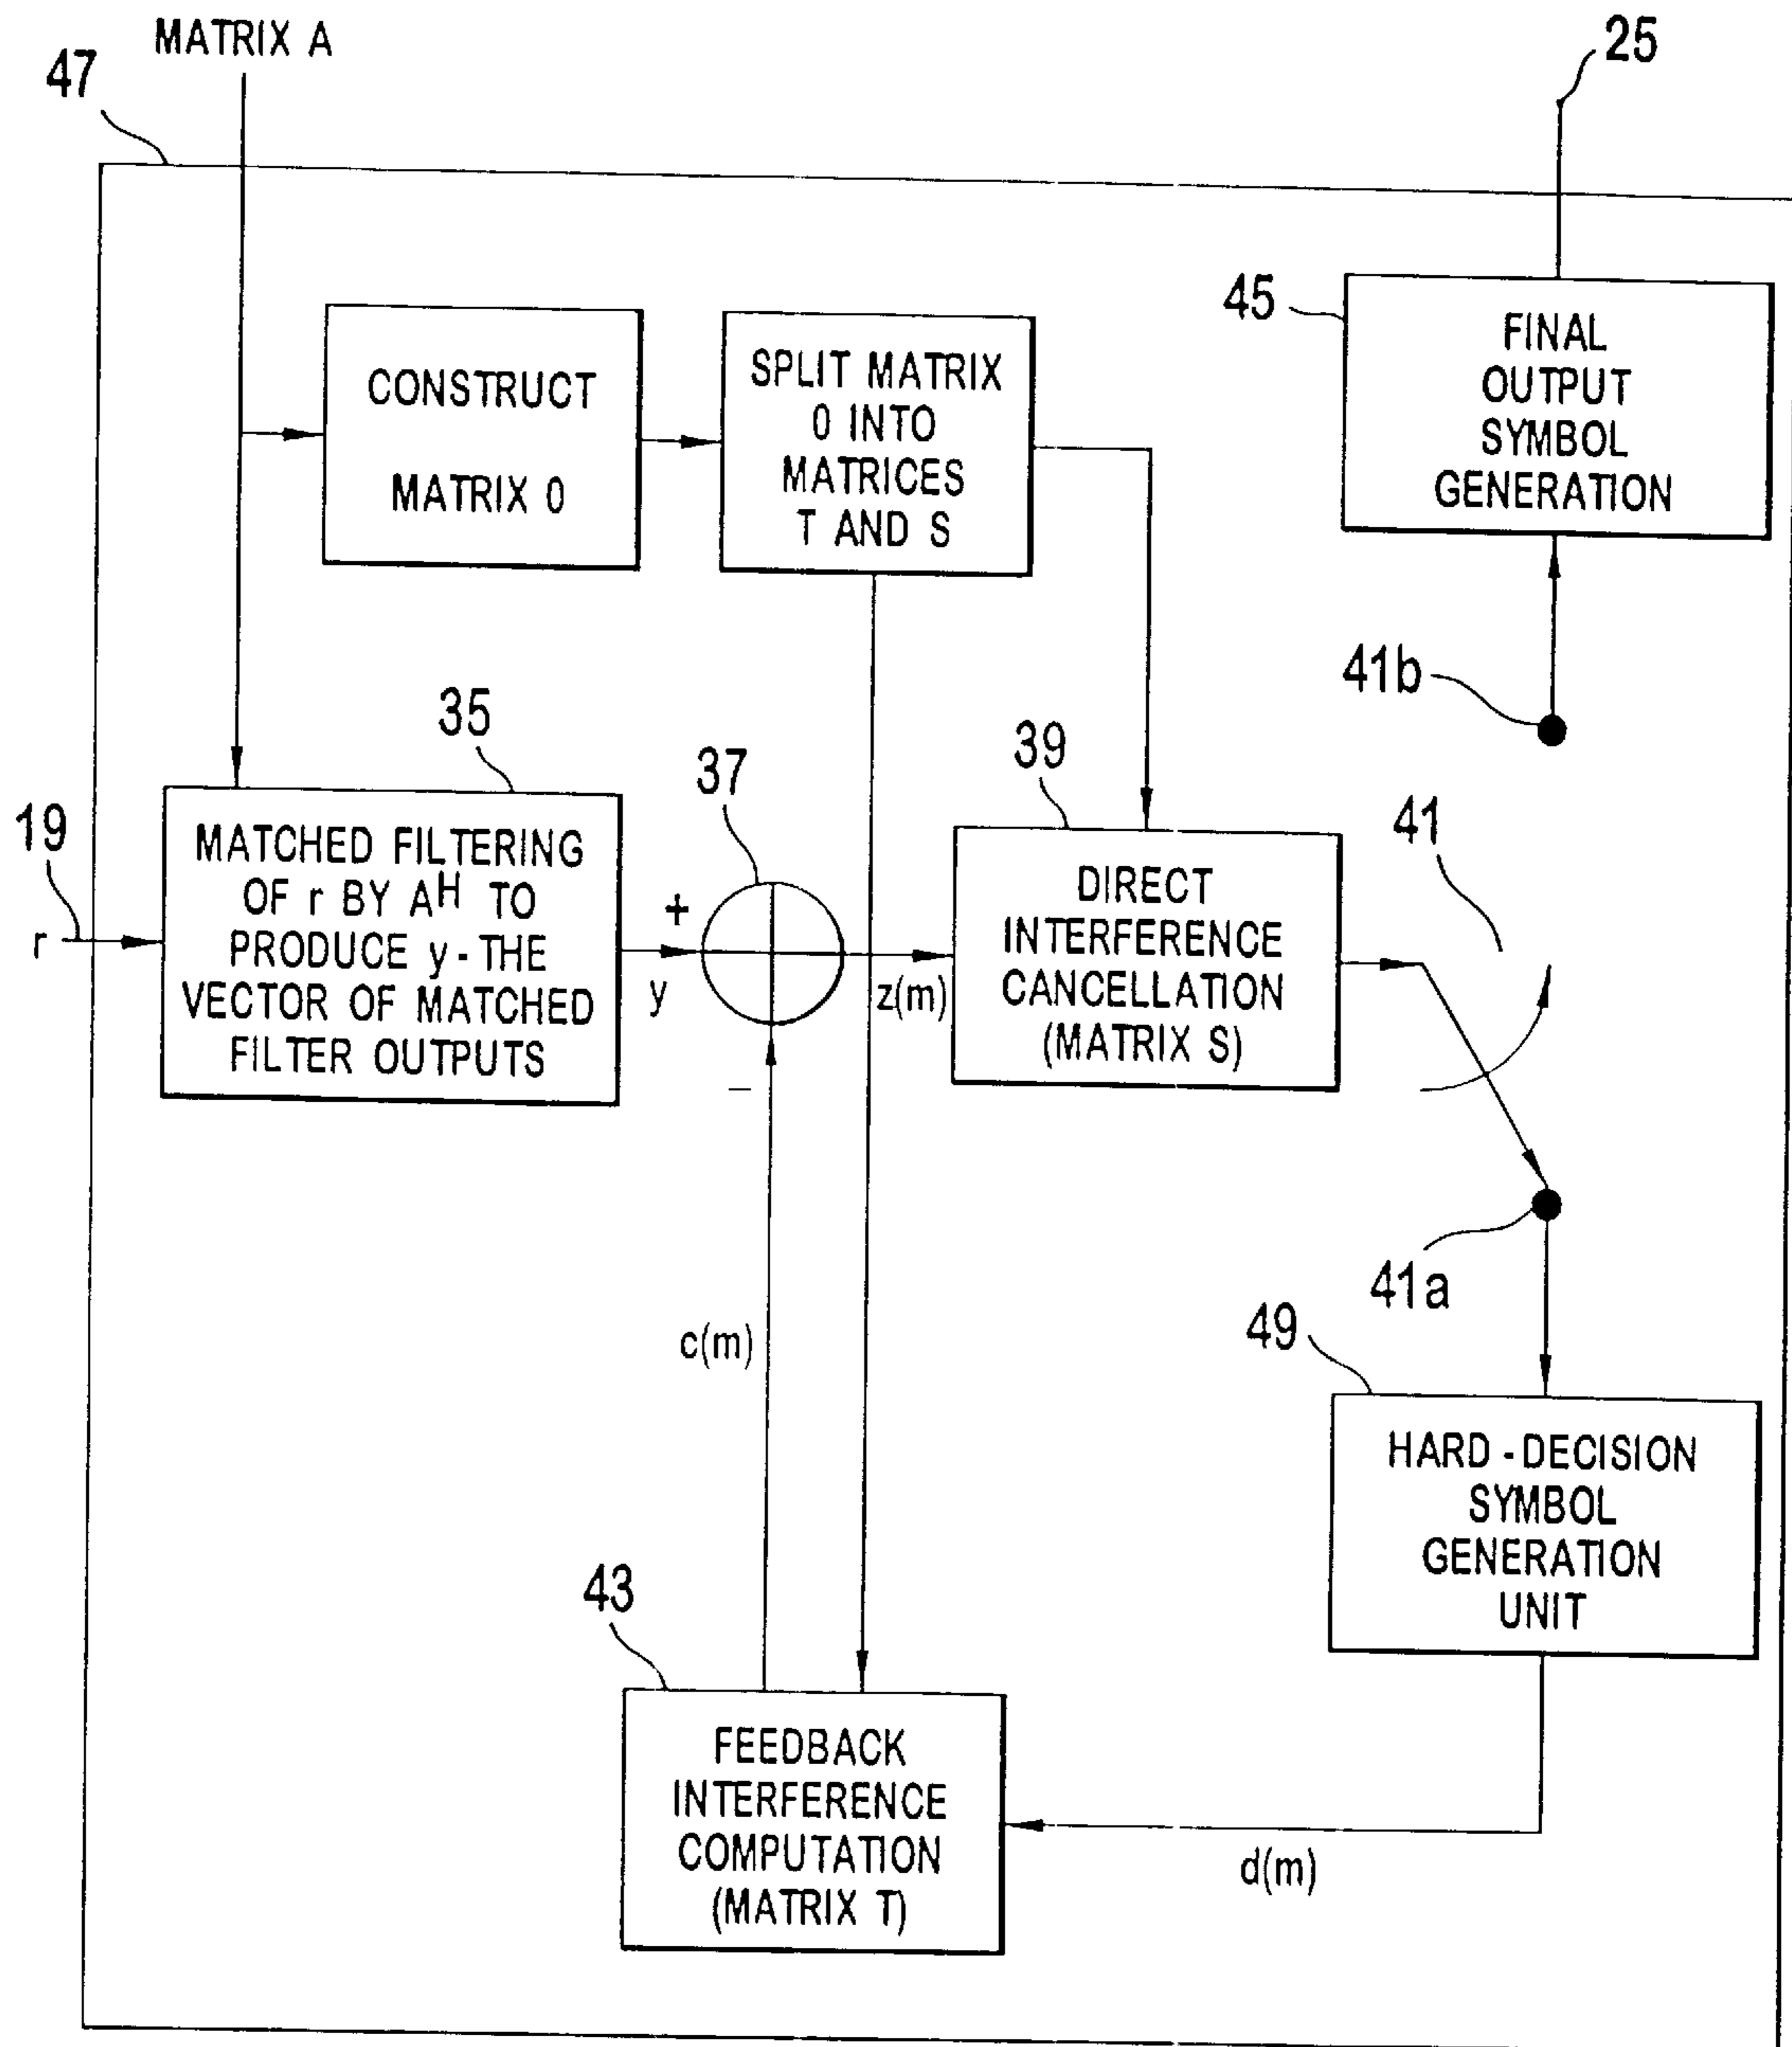 MATRIX A
47
25
CONSTRUCT
MATRIX 0
SPLIT MATRIX
0 INTO
MATRICES
T AND S
45
FINAL
OUTPUT
SYMBOL
GENERATION
41b
35
37
39
41
19
r
MATCHED FILTERING
OF r BY A^H TO
PRODUCE y - THE
VECTOR OF MATCHED
FILTER OUTPUTS
+
y
−
z(m)
DIRECT
INTERFERENCE
CANCELLATION
(MATRIX S)
41a
c(m)
49
HARD - DECISION
SYMBOL
GENERATION
UNIT
43
FEEDBACK
INTERFERENCE
COMPUTATION
(MATRIX T)
d(m)